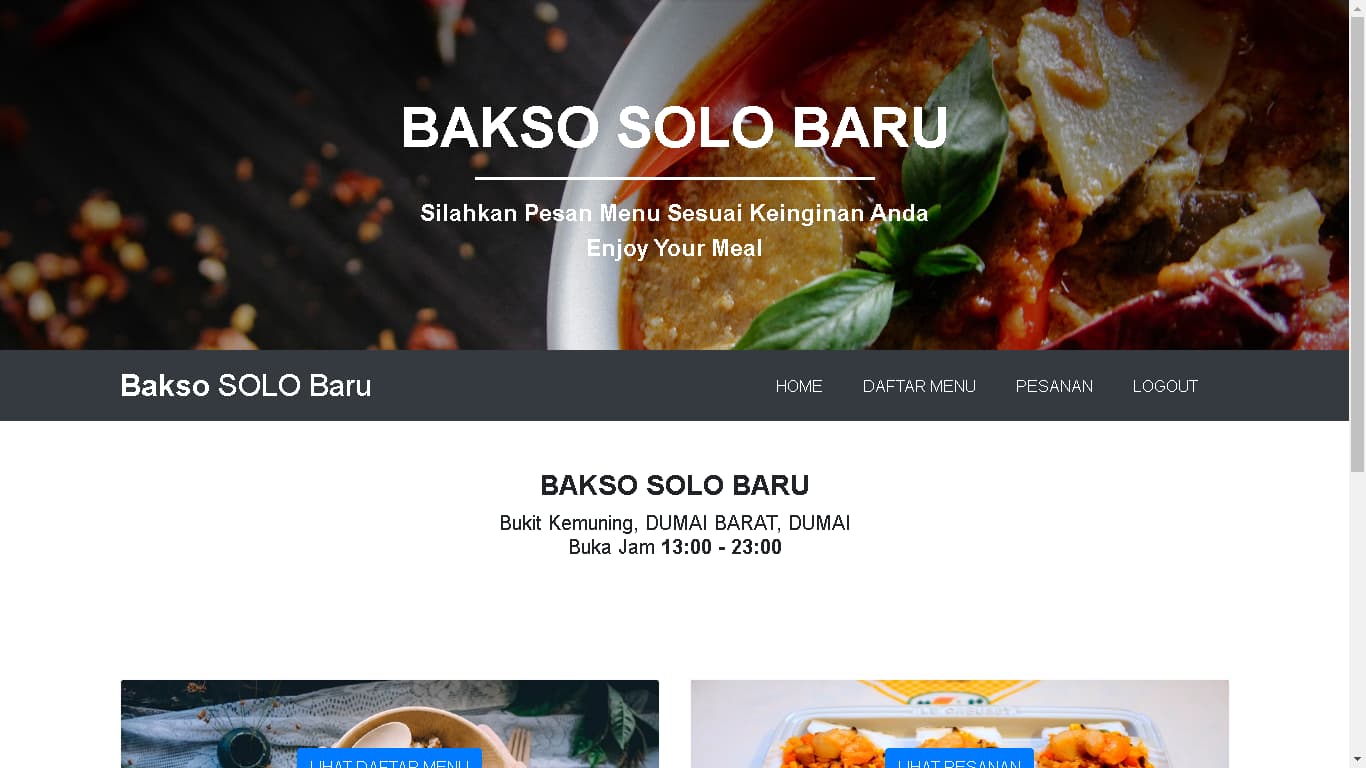 BAKSO SOLO BARU
Silahkan Pesan Menu Sesuai Keinginan Anda
Enjoy Your Meal
Bakso SOLO Baru
HOME DAFTAR MENU PESANAN LOGOUT
BAKSO SOLO BARU
Bukit Kemuning, DUMAI BARAT, DUMAI
Buka Jam 13:00 - 23:00
LIHAT DAFTAR MENU LIHAT PESANAN